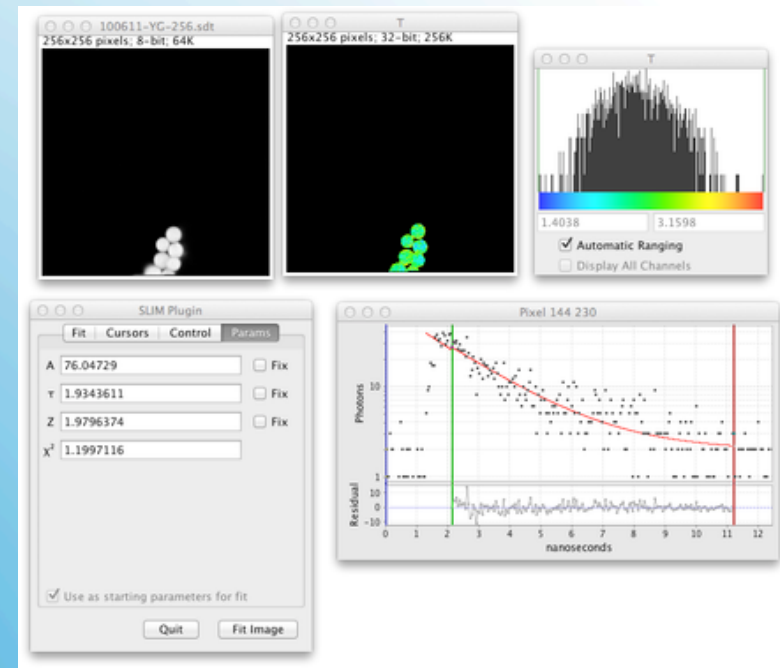 100611-YG-256.sdt
256x256 pixels; 8-bit; 64K
T
256x256 pixels; 32-bit; 256K
T
1.4038 3.1598
Automatic Ranging
Display All Channels
SLIM Plugin
Fit Cursors Control Params
A 76.04729 Fix
τ 1.9343611 Fix
Z 1.9796374 Fix
χ² 1.1997116
Use as starting parameters for fit
Quit Fit Image
Pixel 144 230
Photons
10
1
Residual
10
0
-10
0 1 2 3 4 5 6 7 8 9 10 11 12
nanoseconds